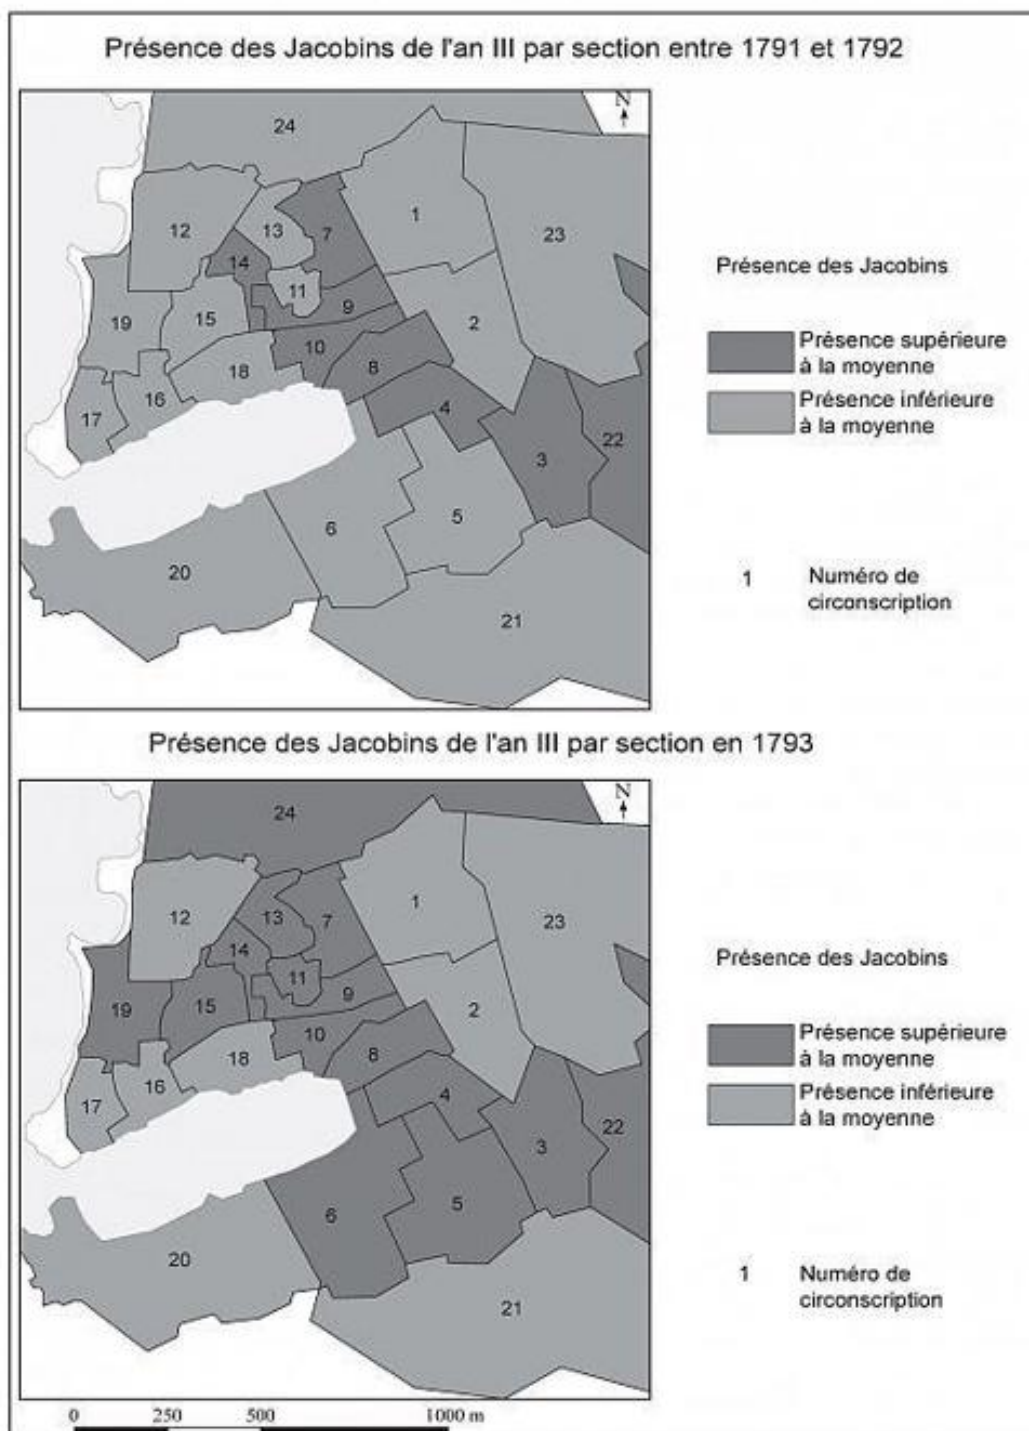 Présence des Jacobins de l'an III par section entre 1791 et 1792
N
24
12
13
7
1
23
14
11
9
2
19
15
10
8
18
16
17
4
3
22
6
5
20
21
Présence des Jacobins
Présence supérieure
à la moyenne
Présence inférieure
à la moyenne
1 Numéro de
circonscription
Présence des Jacobins de l'an III par section en 1793
N
24
12
13
7
1
23
14
11
9
2
19
15
10
8
18
16
17
4
3
22
6
5
20
21
Présence des Jacobins
Présence supérieure
à la moyenne
Présence inférieure
à la moyenne
1 Numéro de
circonscription
0 250 500 1000 m